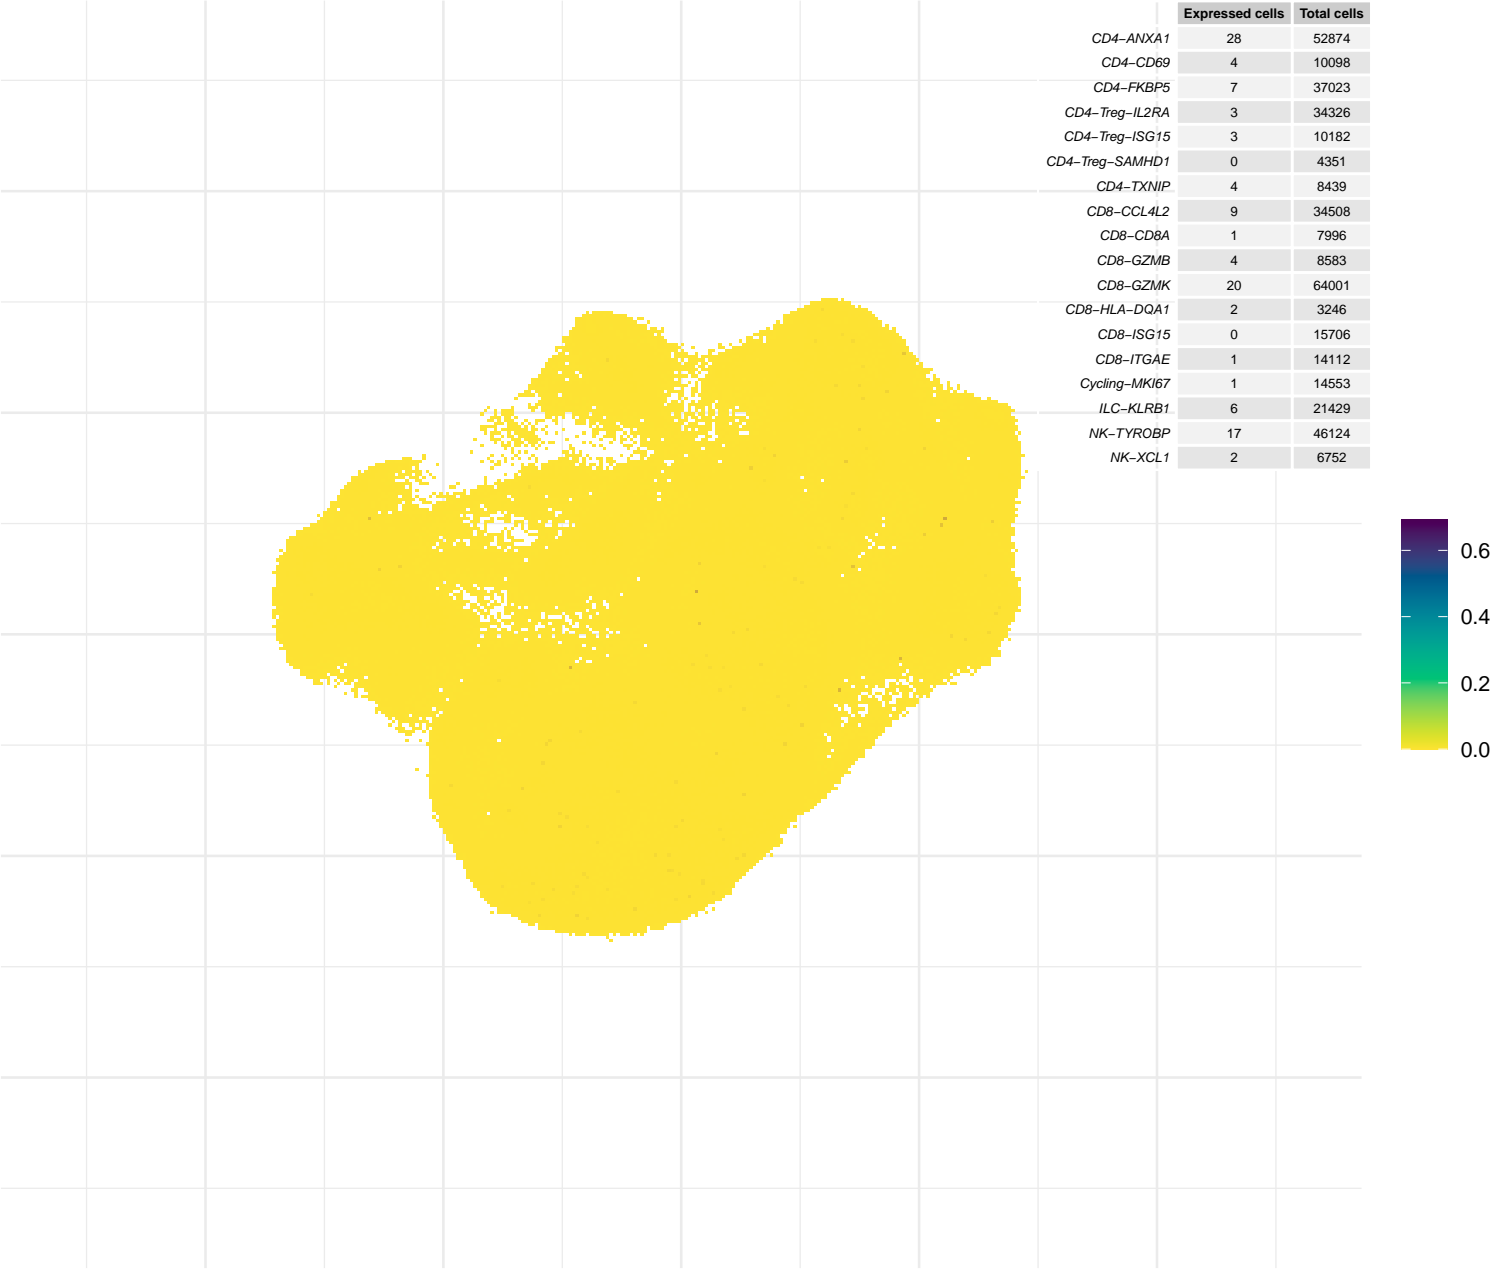 Expressed cells Total cells
CD4−ANXA1 28 52874
CD4−CD69 4 10098
CD4−FKBP5 7 37023
CD4−Treg−IL2RA 3 34326
CD4−Treg−ISG15 3 10182
CD4−Treg−SAMHD1 0 4351
CD4−TXNIP 4 8439
CD8−CCL4L2 9 34508
CD8−CD8A 1 7996
CD8−GZMB 4 8583
CD8−GZMK 20 64001
CD8−HLA−DQA1 2 3246
CD8−ISG15 0 15706
CD8−ITGAE 1 14112
Cycling−MKI67 1 14553
ILC−KLRB1 6 21429
NK−TYROBP 17 46124
NK−XCL1 2 6752
0.6
0.4
0.2
0.0